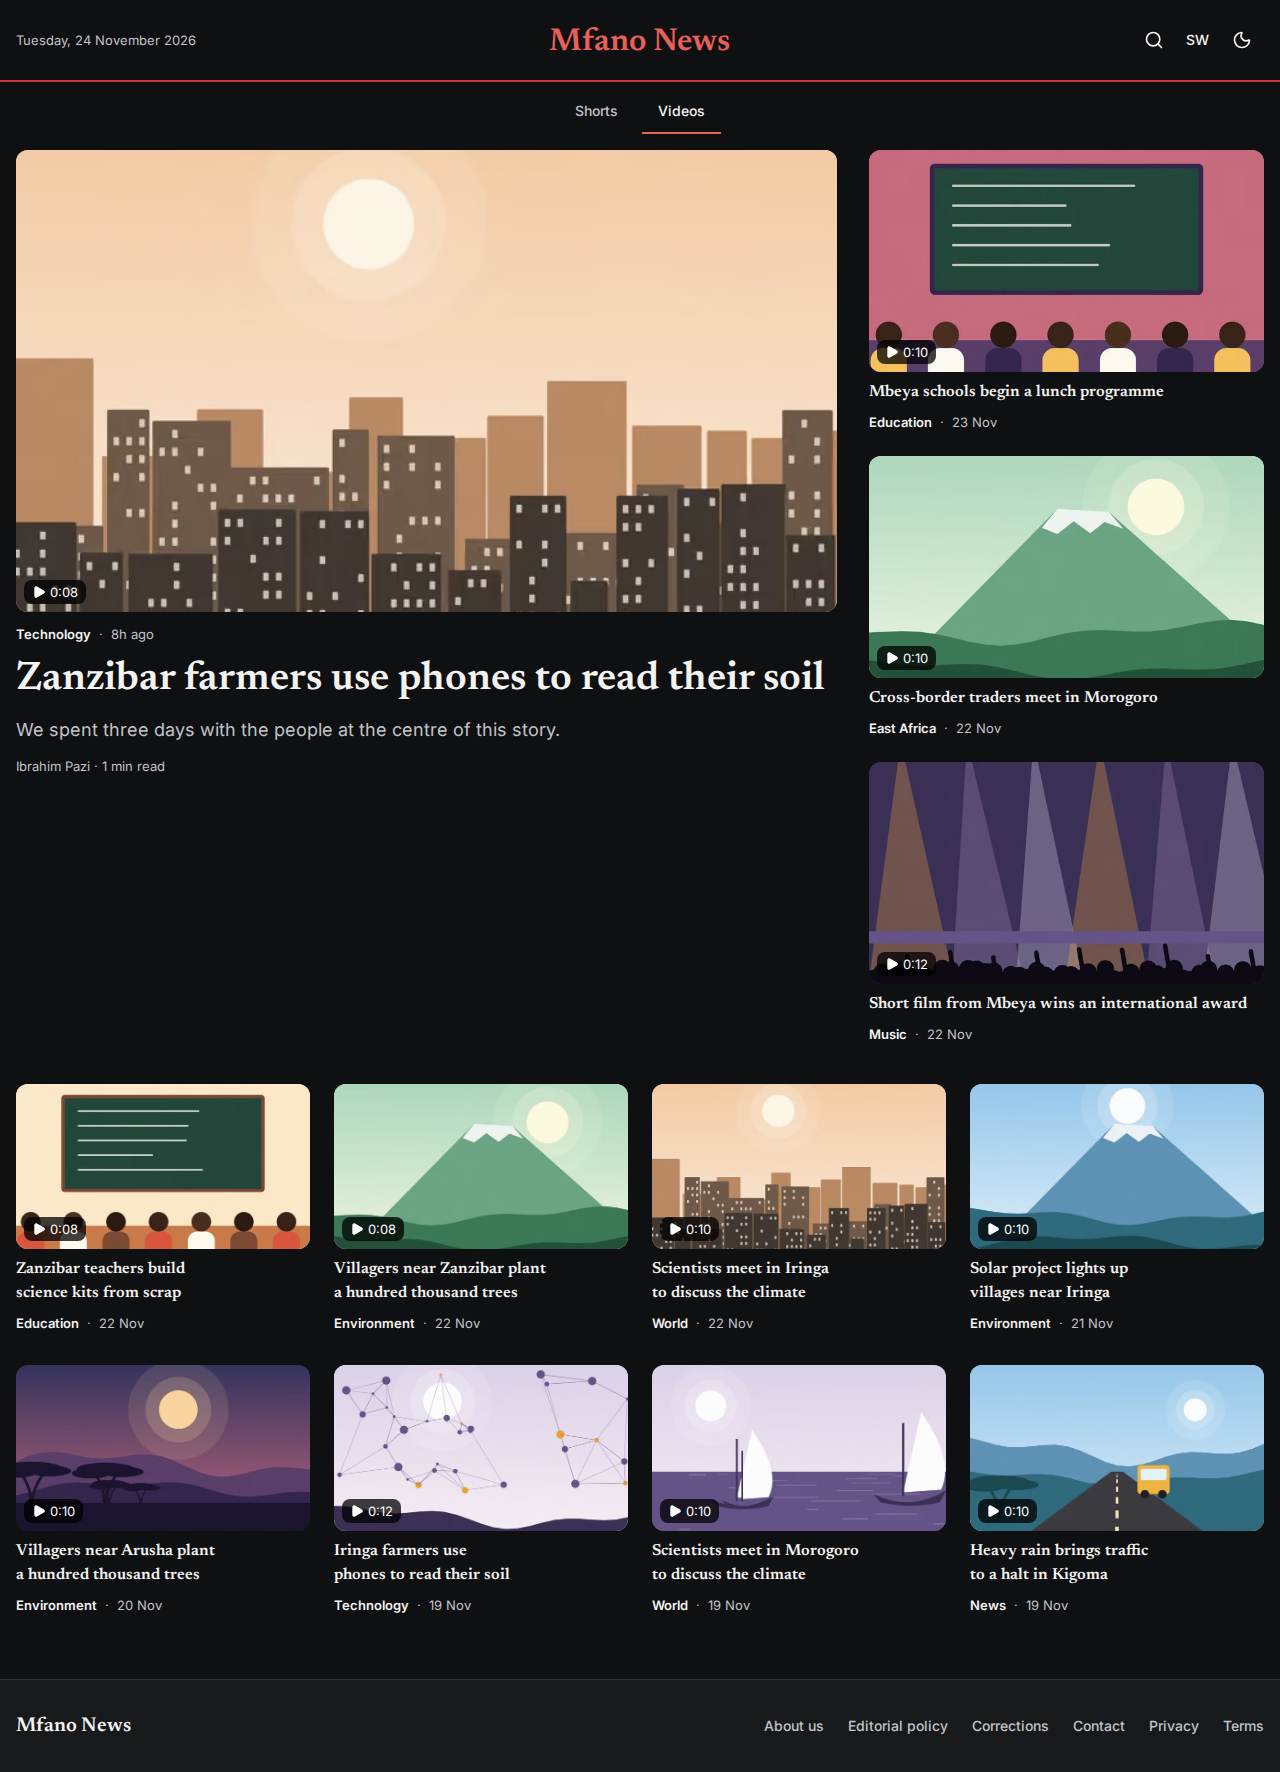 Tuesday, 24 November 2026
Mfano News
SW
Shorts
Videos
0:08
Technology · 8h ago
Zanzibar farmers use phones to read their soil
We spent three days with the people at the centre of this story.
Ibrahim Pazi · 1 min read
0:10
Mbeya schools begin a lunch programme
Education · 23 Nov
0:10
Cross-border traders meet in Morogoro
East Africa · 22 Nov
0:12
Short film from Mbeya wins an international award
Music · 22 Nov
0:08
Zanzibar teachers build
science kits from scrap
Education · 22 Nov
0:08
Villagers near Zanzibar plant
a hundred thousand trees
Environment · 22 Nov
0:10
Scientists meet in Iringa
to discuss the climate
World · 22 Nov
0:10
Solar project lights up
villages near Iringa
Environment · 21 Nov
0:10
Villagers near Arusha plant
a hundred thousand trees
Environment · 20 Nov
0:12
Iringa farmers use
phones to read their soil
Technology · 19 Nov
0:10
Scientists meet in Morogoro
to discuss the climate
World · 19 Nov
0:10
Heavy rain brings traffic
to a halt in Kigoma
News · 19 Nov
Mfano News
About us
Editorial policy
Corrections
Contact
Privacy
Terms